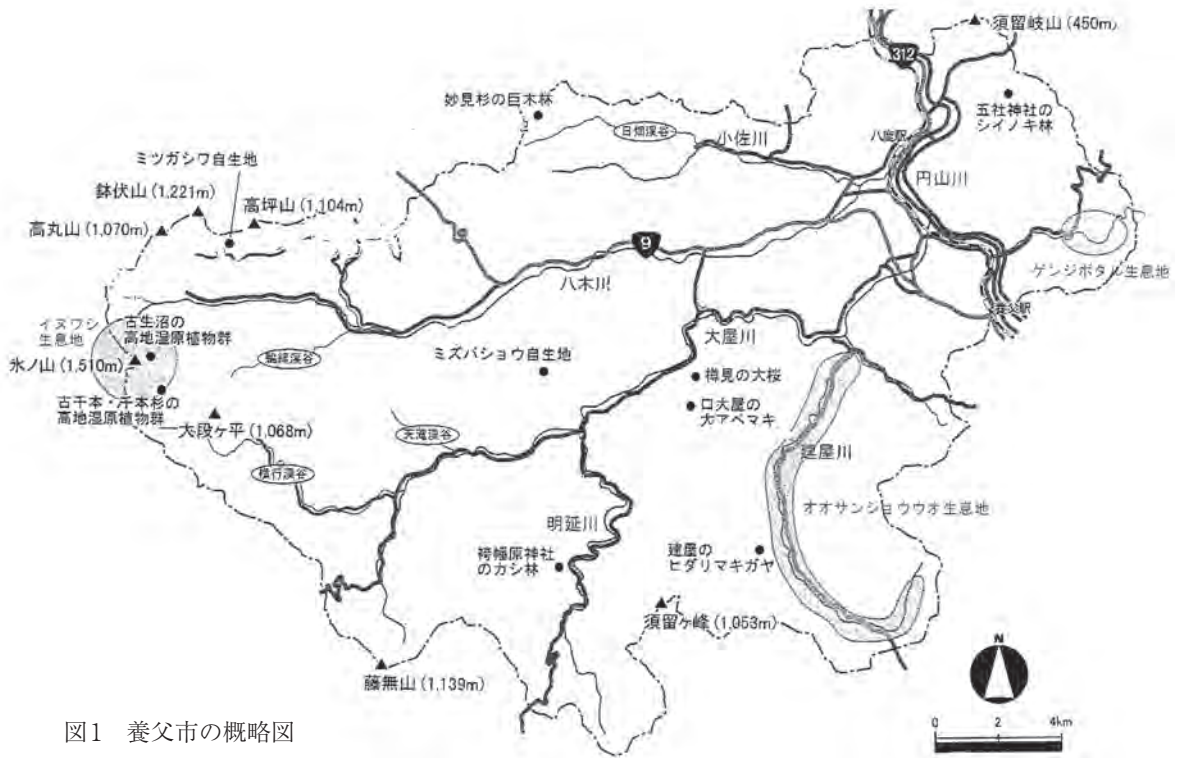 須留岐山 (450m)
312
妙見杉の巨木林
五社神社の
シイノキ林
日畑渓谷
小佐川
八鹿駅
ミツガシワ自生地
円山川
鉢伏山 (1,221m)
高坪山 (1,104m)
高丸山 (1,070m)
9
ゲンジボタル生息地
八木川
養父駅
イヌワシ
生息地
古生沼の
高地湿原植物群
大屋川
ミズバショウ自生地
氷ノ山 (1,510m)
樽見の大桜
古千本・千本杉の
高地湿原植物群
口大屋の
大アベマキ
大段ヶ平 (1,068m)
天滝渓谷
建屋川
横行渓谷
オオサンショウウオ生息地
明延川
袴幡原神社
のカシ林
建屋の
ヒダリマキガヤ
須留ヶ峰 (1,053m)
N
藤無山 (1,139m)
図1 養父市の概略図
0 2 4km